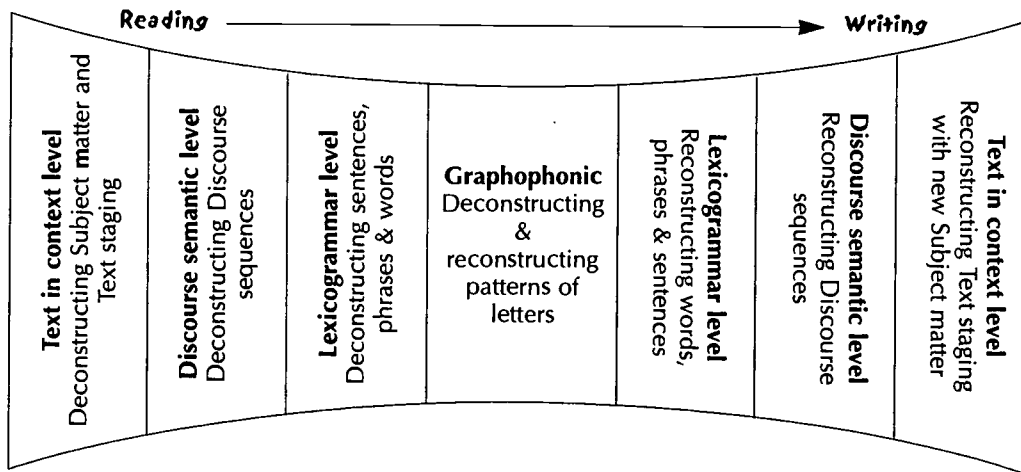 Reading
Writing
Text in context level
Deconstructing Subject matter and
Text staging
Discourse semantic level
Deconstructing Discourse
sequences
Lexicogrammar level
Deconstructing sentences,
phrases & words
Graphophonic
Deconstructing
&
reconstructing
patterns of
letters
Lexicogrammar level
Reconstructing words,
phrases & sentences
Discourse semantic level
Reconstructing Discourse
sequences
Text in context level
Reconstructing Text staging
with new Subject matter